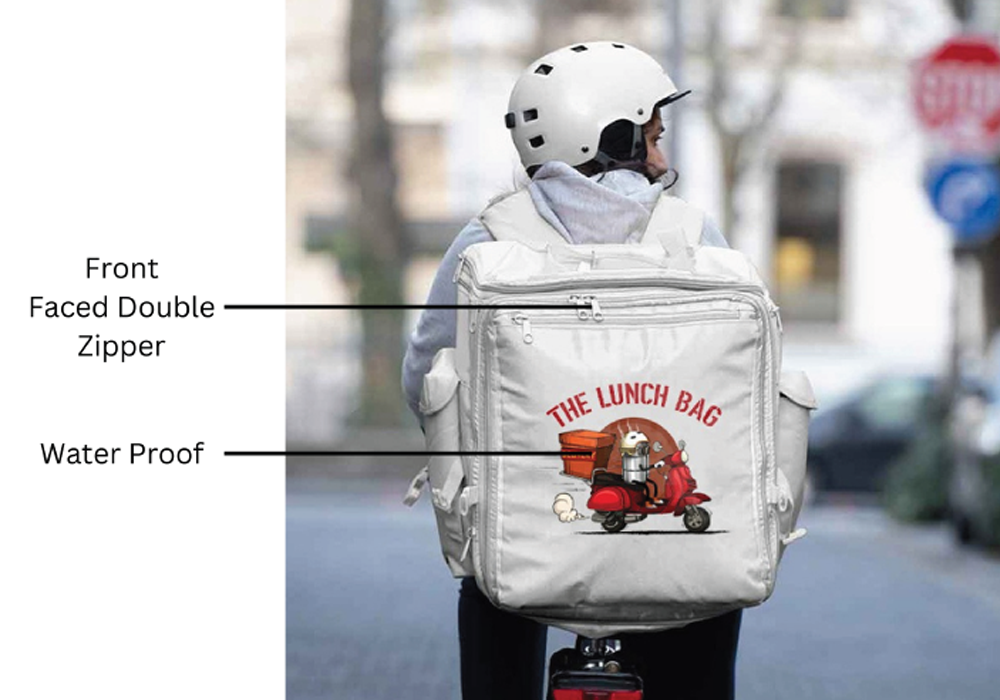 Front
Faced Double
Zipper
Water Proof
THE LUNCH BAG
STOP